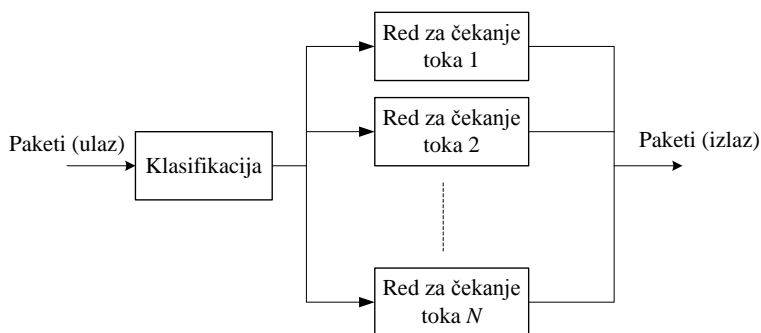 Red za čekanje
toka 1
Paketi (ulaz)
Klasifikacija
Red za čekanje
toka 2
Paketi (izlaz)
Red za čekanje
toka N